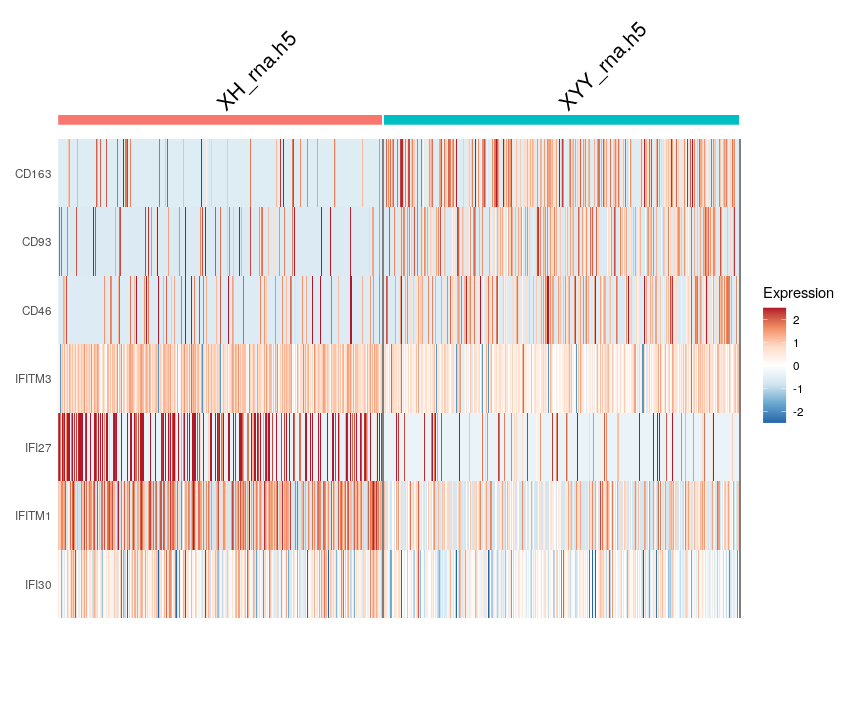 XH_rna.h5
XYY_rna.h5
CD163
CD93
CD46
IFITM3
IFI27
IFITM1
IFI30
Expression
2
1
0
-1
-2